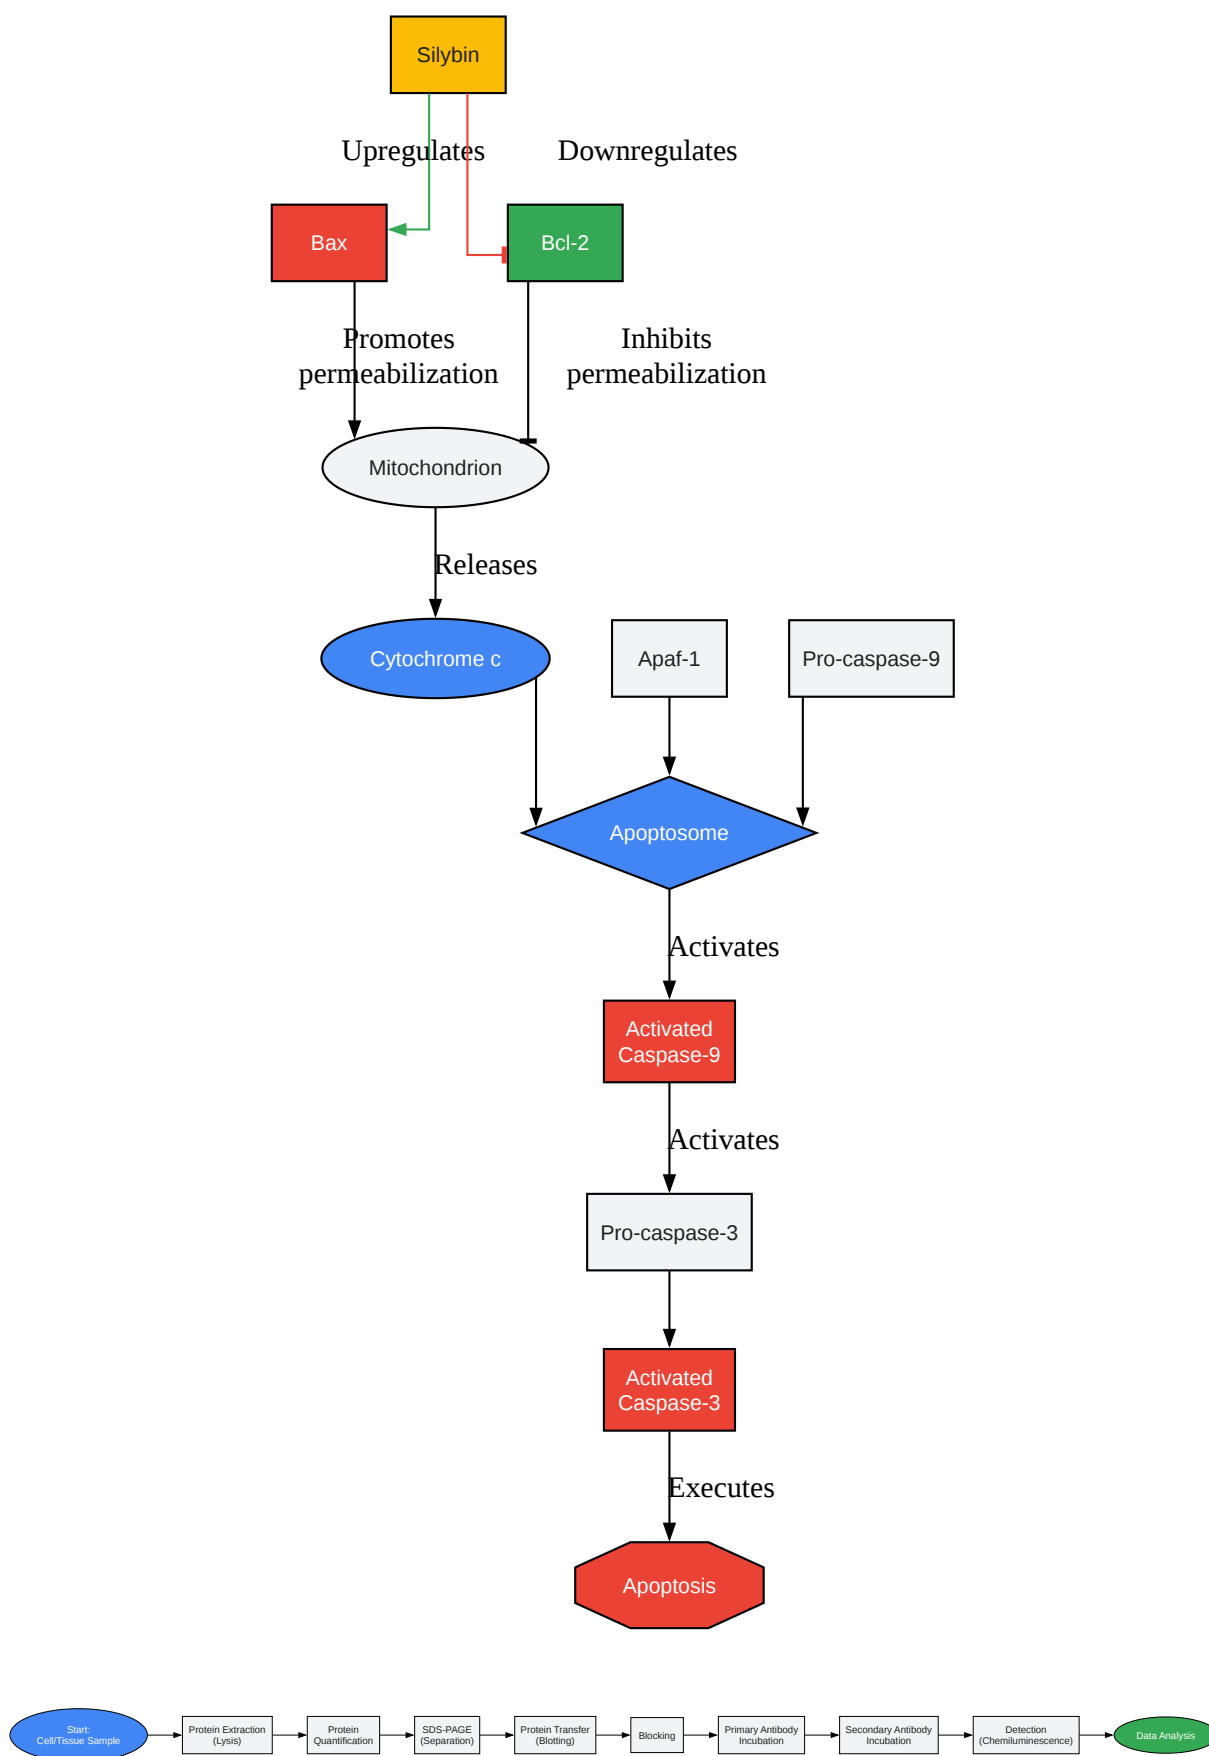 Silybin
Upregulates
Downregulates
Bax
Bcl-2
Promotes
permeabilization
Inhibits
permeabilization
Mitochondrion
Releases
Cytochrome c
Apaf-1
Pro-caspase-9
Apoptosome
Activates
Activated
Caspase-9
Activates
Pro-caspase-3
Activated
Caspase-3
Executes
Apoptosis
Start:
Cell/Tissue Sample
Protein Extraction
(Lysis)
Protein
Quantification
SDS-PAGE
(Separation)
Protein Transfer
(Blotting)
Blocking
Primary Antibody
Incubation
Secondary Antibody
Incubation
Detection
(Chemiluminescence)
Data Analysis